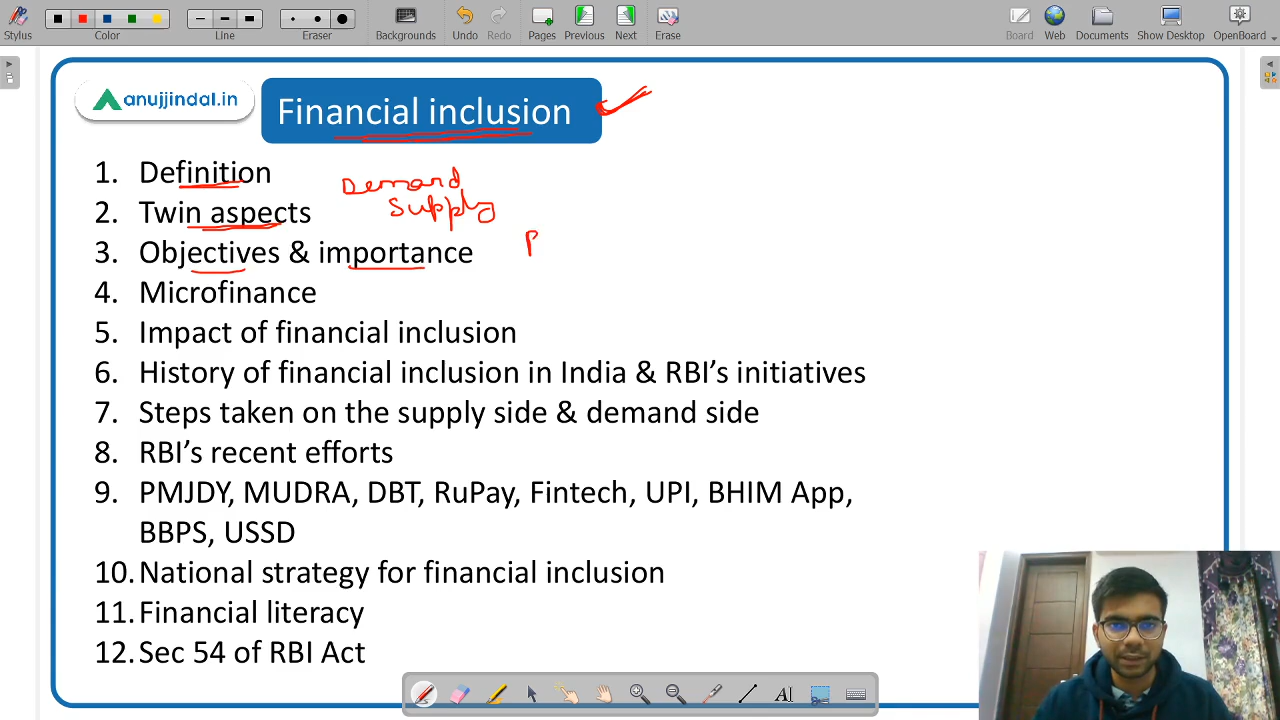 Stylus
Color
Line
Eraser
Backgrounds
Undo
Redo
Pages
Previous
Next
Erase
Board
Web
Documents
Show Desktop
OpenBoard
anujjindal.in
Financial inclusion
1. Definition
Demand
2. Twin aspects
Supply
3. Objectives & importance
4. Microfinance
5. Impact of financial inclusion
6. History of financial inclusion in India & RBI’s initiatives
7. Steps taken on the supply side & demand side
8. RBI’s recent efforts
9. PMJDY, MUDRA, DBT, RuPay, Fintech, UPI, BHIM App,
BBPS, USSD
10. National strategy for financial inclusion
11. Financial literacy
12. Sec 54 of RBI Act